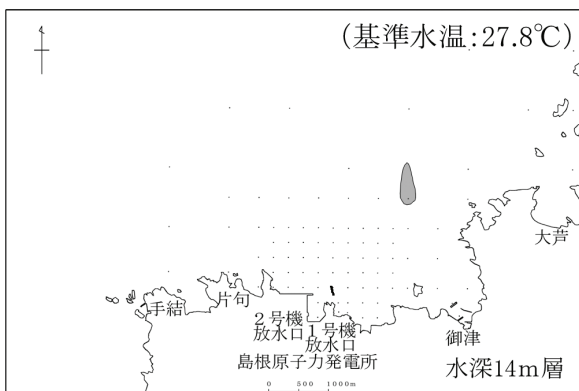 (基準水温:27.8℃)
大芦
片句
手結
2号機
放水口
1号機
放水口
御津
島根原子力発電所
水深14m層
0 500 1000m